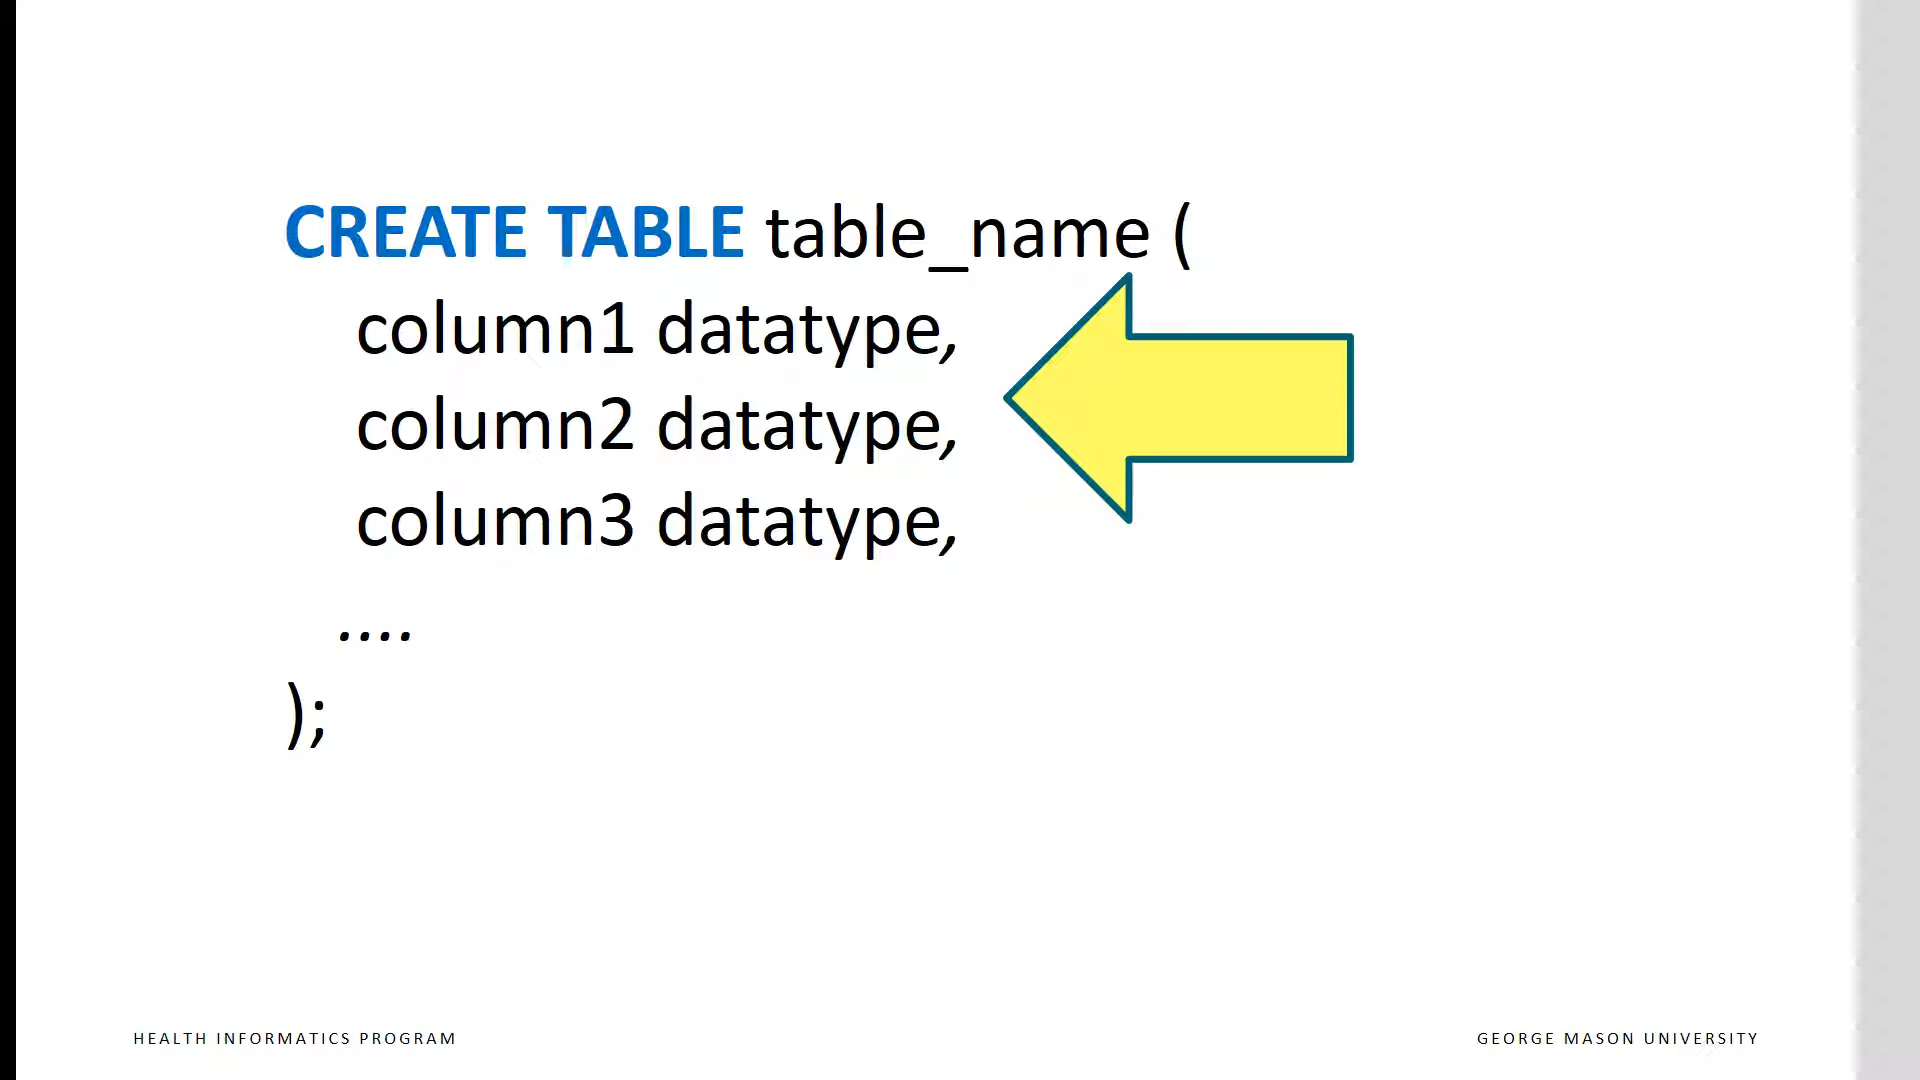 CREATE TABLE table_name (
column1 datatype,
column2 datatype,
column3 datatype,
....
);
HEALTH INFORMATICS PROGRAM
GEORGE MASON UNIVERSITY